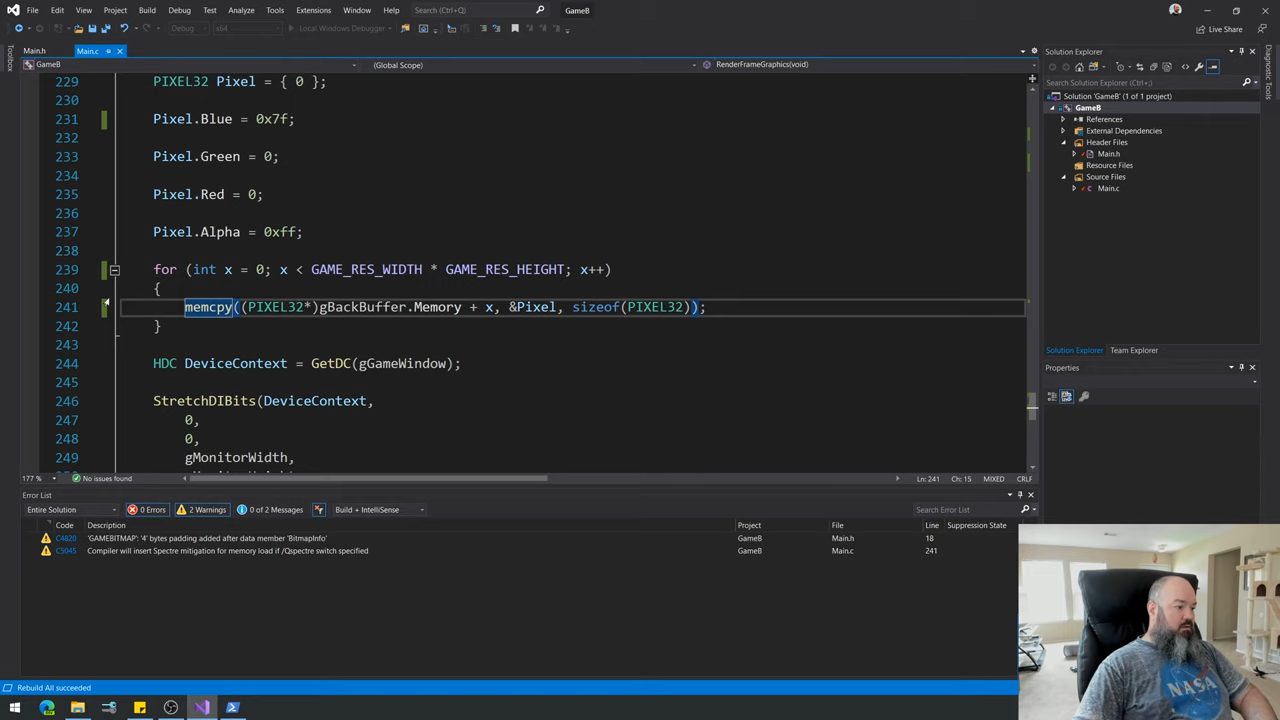 File Edit View Project Build Debug Test Analyze Tools Extensions Window Help Search (Ctrl+Q) GameB
Debug x64 Local Windows Debugger Live Share
Main.h Main.c
GameB (Global Scope) RenderFrameGraphics(void)
Toolbox
229 PIXEL32 Pixel = { 0 };
230
231 Pixel.Blue = 0x7f;
232
233 Pixel.Green = 0;
234
235 Pixel.Red = 0;
236
237 Pixel.Alpha = 0xff;
238
239 for (int x = 0; x < GAME_RES_WIDTH * GAME_RES_HEIGHT; x++)
240 {
241 memcpy((PIXEL32*)gBackBuffer.Memory + x, &Pixel, sizeof(PIXEL32));
242 }
243
244 HDC DeviceContext = GetDC(gGameWindow);
245
246 StretchDIBits(DeviceContext,
247 0,
248 0,
249 gMonitorWidth,
177 % No issues found Ln: 241 Ch: 15 MIXED CRLF
Solution Explorer
Search Solution Explorer (Ctrl+;)
Solution 'GameB' (1 of 1 project)
GameB
References
External Dependencies
Header Files
Main.h
Resource Files
Source Files
Main.c
Solution Explorer Team Explorer
Properties
Diagnostic Tools
Error List
Entire Solution 0 Errors 2 Warnings 0 of 2 Messages Build + IntelliSense Search Error List
Code Description Project File Line Suppression State
C4820 'GAMEBITMAP': '4' bytes padding added after data member 'BitmapInfo' GameB Main.h 18
C5045 Compiler will insert Spectre mitigation for memory load if /Qspectre switch specified GameB Main.c 241
Rebuild All succeeded
NASA